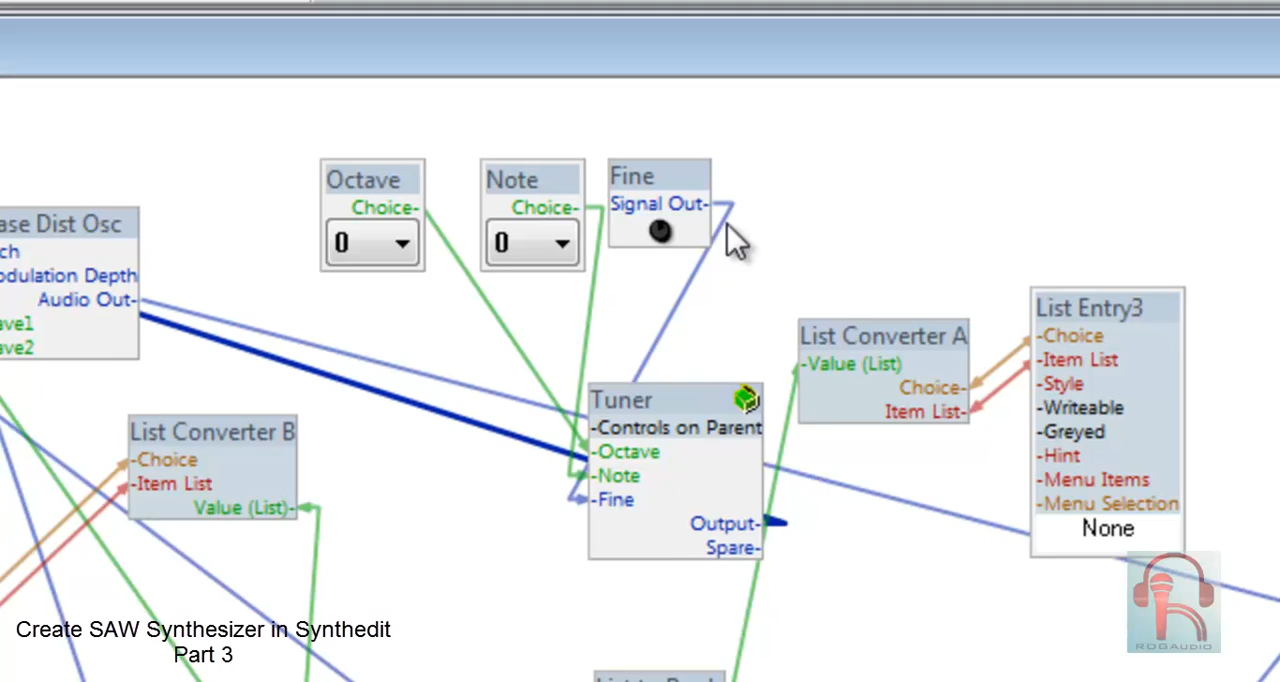 Octave
Choice-
0
Note
Choice-
0
Fine
Signal Out-
ase Dist Osc
ch
odulation Depth
Audio Out-
ave1
ave2
List Converter B
-Choice
-Item List
Value (List)-
Tuner
-Controls on Parent
-Octave
-Note
-Fine
Output-
Spare-
List Converter A
-Value (List)
Choice-
Item List-
List Entry3
-Choice
-Item List
-Style
-Writeable
-Greyed
-Hint
-Menu Items
-Menu Selection
None
Create SAW Synthesizer in Synthedit
Part 3
RDGAUDIO